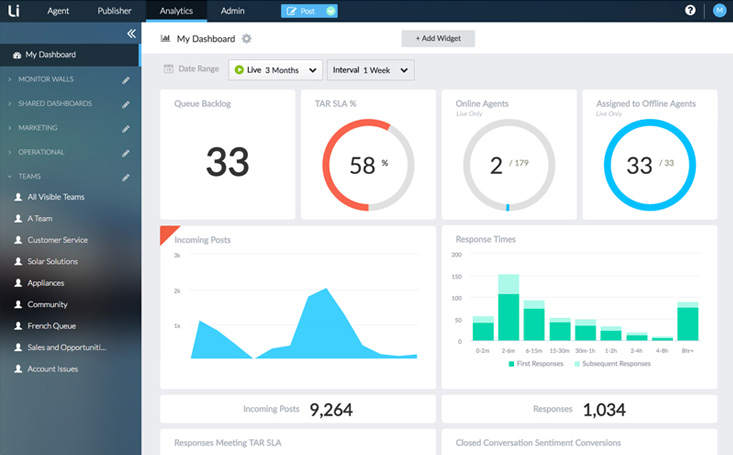 Li Agent Publisher Analytics Admin Post ? M
My Dashboard
MONITOR WALLS
SHARED DASHBOARDS
MARKETING
OPERATIONAL
TEAMS
All Visible Teams
A Team
Customer Service
Solar Solutions
Appliances
Community
French Queue
Sales and Opportuniti...
Account Issues
My Dashboard + Add Widget
Date Range Live 3 Months Interval 1 Week
Queue Backlog
33
TAR SLA %
58 %
Online Agents
Live Only
2 / 179
Assigned to Offline Agents
Live Only
33 / 33
Incoming Posts
3k
2k
1k
Response Times
200
150
100
50
0
0-2m 2-6m 6-15m 15-30m 30m-1h 1-2h 2-4h 4-8h 8hr+
First Responses Subsequent Responses
Incoming Posts 9,264
Responses 1,034
Responses Meeting TAR SLA
Closed Conversation Sentiment Conversions